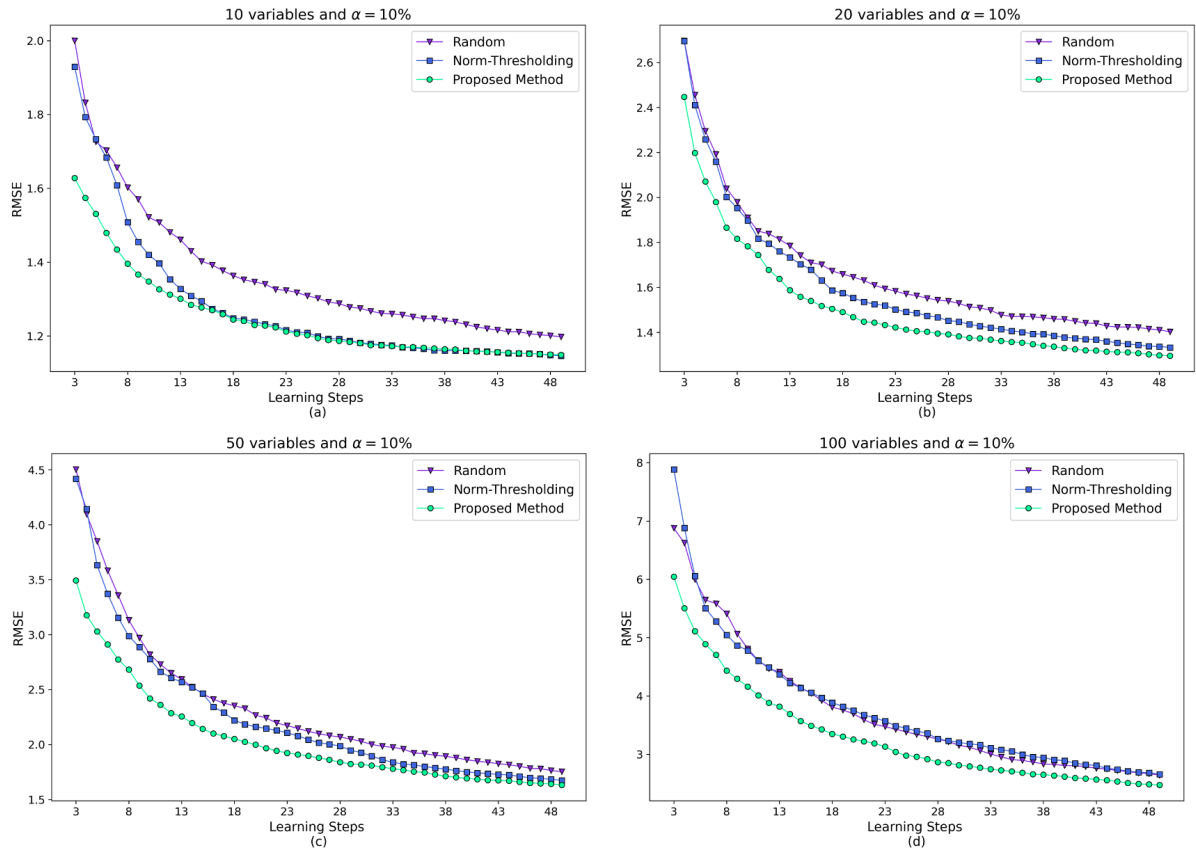 10 variables and α = 10%
RMSE
2.0
1.8
1.6
1.4
1.2
Random
Norm-Thresholding
Proposed Method
3 8 13 18 23 28 33 38 43 48
Learning Steps
(a)
20 variables and α = 10%
RMSE
2.6
2.4
2.2
2.0
1.8
1.6
1.4
Random
Norm-Thresholding
Proposed Method
3 8 13 18 23 28 33 38 43 48
Learning Steps
(b)
50 variables and α = 10%
RMSE
4.5
4.0
3.5
3.0
2.5
2.0
1.5
Random
Norm-Thresholding
Proposed Method
3 8 13 18 23 28 33 38 43 48
Learning Steps
(c)
100 variables and α = 10%
RMSE
8
7
6
5
4
3
Random
Norm-Thresholding
Proposed Method
3 8 13 18 23 28 33 38 43 48
Learning Steps
(d)